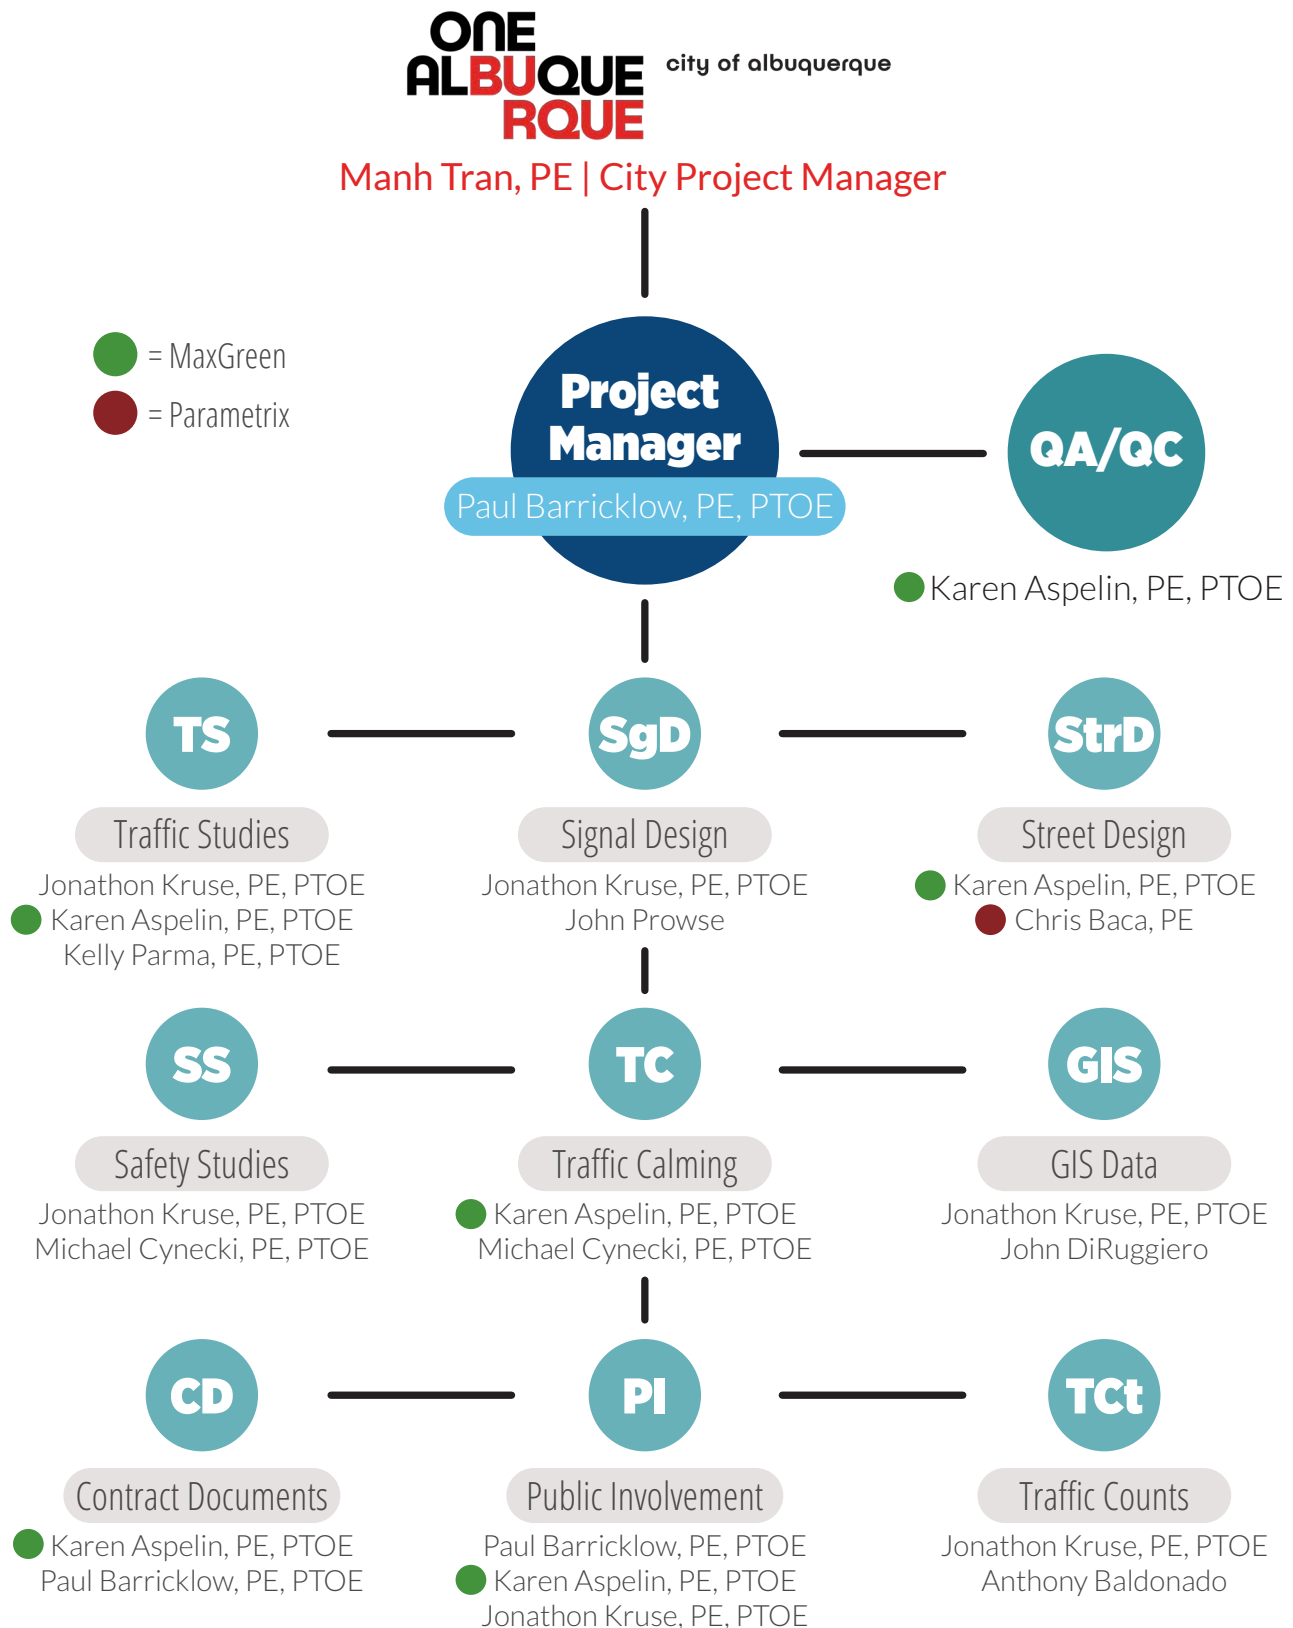 ONE
ALBUQUE
RQUE
city of albuquerque
Manh Tran, PE | City Project Manager
= MaxGreen
= Parametrix
Project
Manager
Paul Barricklow, PE, PTOE
QA/QC
Karen Aspelin, PE, PTOE
TS
Traffic Studies
Jonathon Kruse, PE, PTOE
Karen Aspelin, PE, PTOE
Kelly Parma, PE, PTOE
SgD
Signal Design
Jonathon Kruse, PE, PTOE
John Prowse
StrD
Street Design
Karen Aspelin, PE, PTOE
Chris Baca, PE
SS
Safety Studies
Jonathon Kruse, PE, PTOE
Michael Cynecki, PE, PTOE
TC
Traffic Calming
Karen Aspelin, PE, PTOE
Michael Cynecki, PE, PTOE
GIS
GIS Data
Jonathon Kruse, PE, PTOE
John DiRuggiero
CD
Contract Documents
Karen Aspelin, PE, PTOE
Paul Barricklow, PE, PTOE
PI
Public Involvement
Paul Barricklow, PE, PTOE
Karen Aspelin, PE, PTOE
Jonathon Kruse, PE, PTOE
TCt
Traffic Counts
Jonathon Kruse, PE, PTOE
Anthony Baldonado